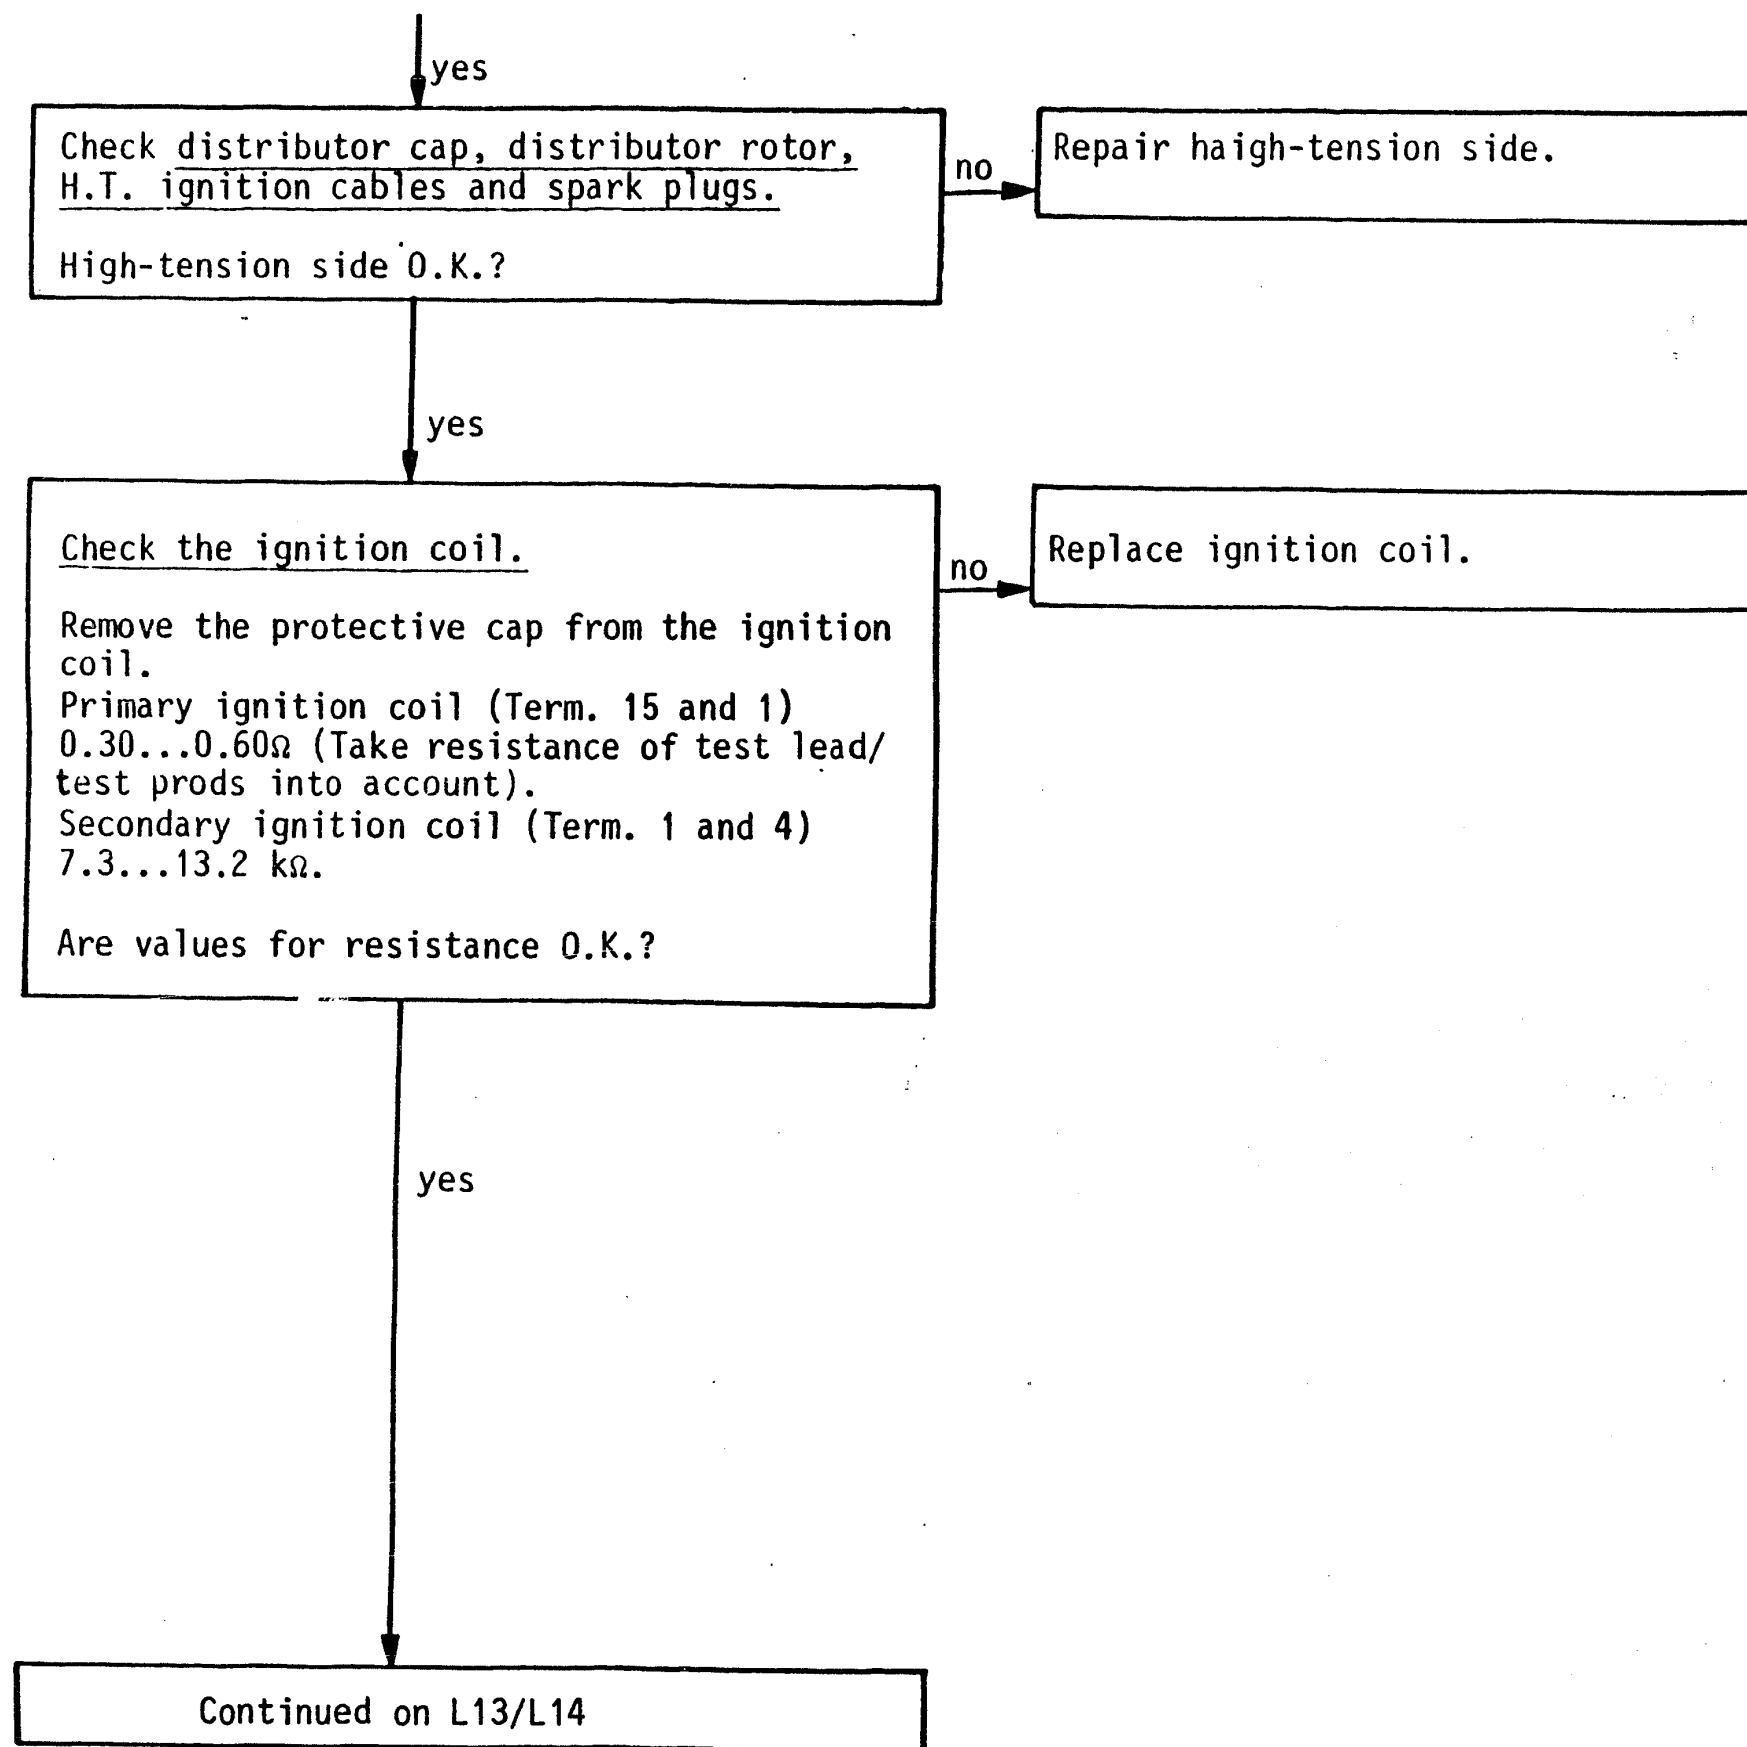 yes
Check distributor cap, distributor rotor,
H.T. ignition cables and spark plugs.
High-tension side O.K.?
no
Repair haigh-tension side.
yes
Check the ignition coil.
Remove the protective cap from the ignition
coil.
Primary ignition coil (Term. 15 and 1)
0.30...0.60Ω (Take resistance of test lead/
test prods into account).
Secondary ignition coil (Term. 1 and 4)
7.3...13.2 kΩ.
Are values for resistance O.K.?
no
Replace ignition coil.
yes
Continued on L13/L14